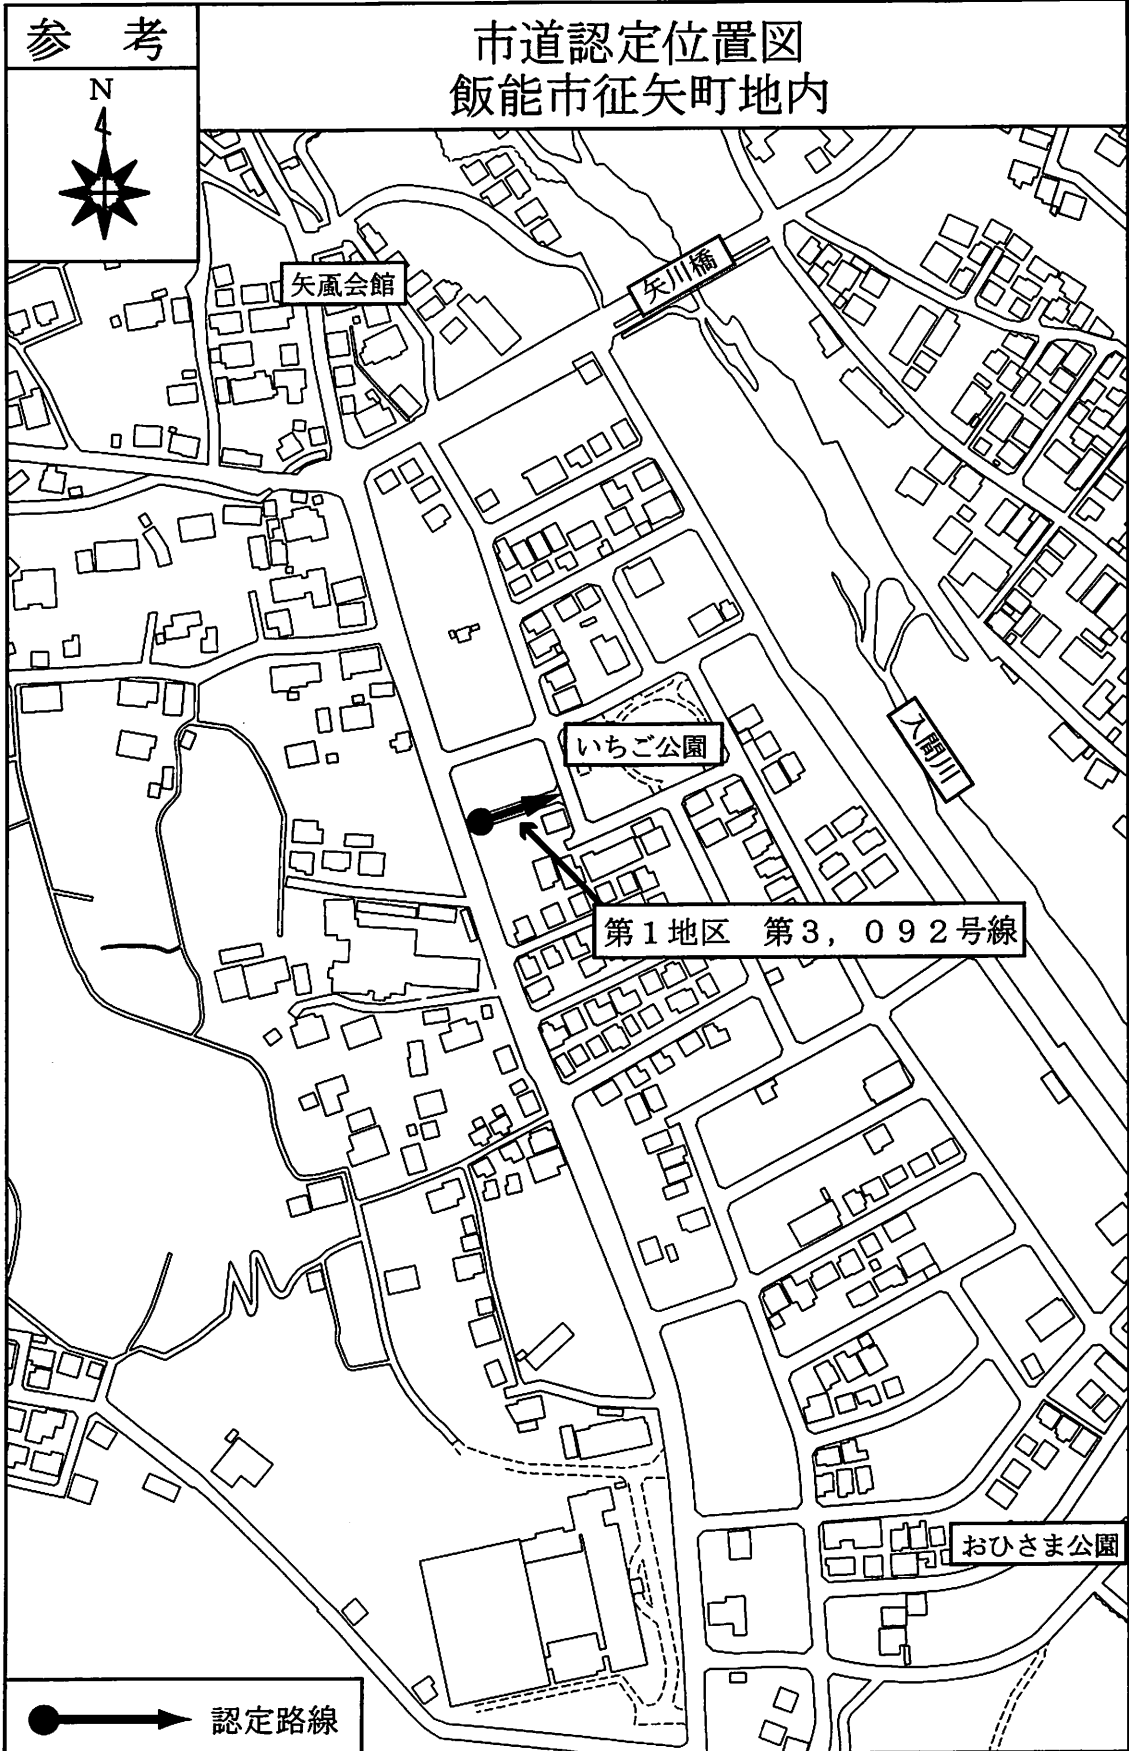 参 考
市道認定位置図
飯能市征矢町地内
N
矢颪会館
矢川橋
いちご公園
入間川
第1地区 第3,092号線
おひさま公園
認定路線